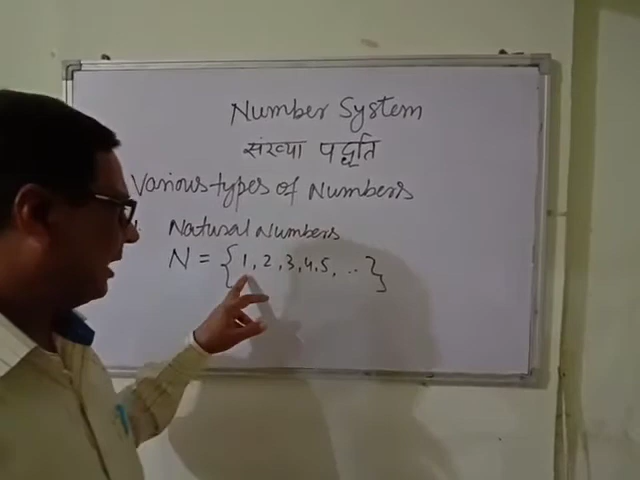 Number System
संख्या पद्धति
Various types of Numbers
Natural Numbers
N = {1, 2, 3, 4, 5, ..}